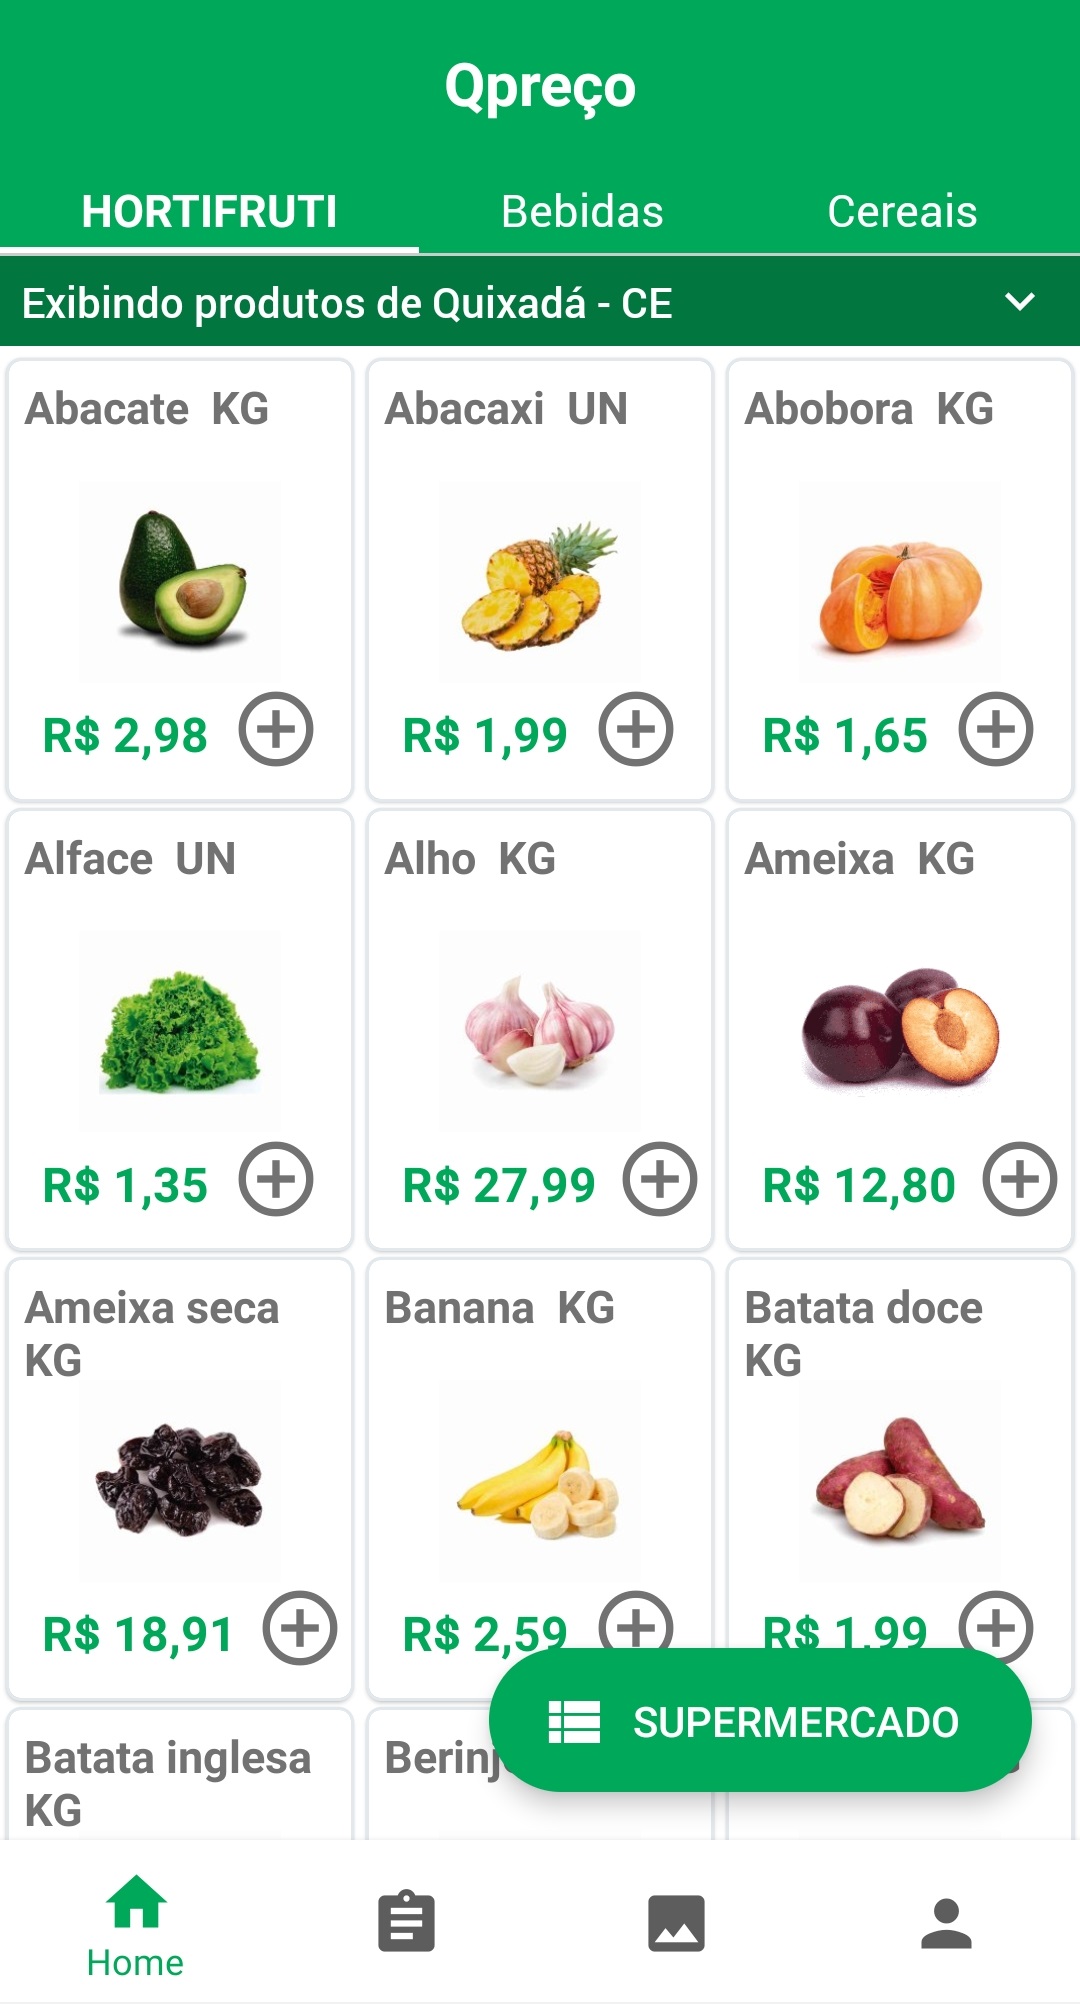 Qpreço
HORTIFRUTI Bebidas Cereais
Exibindo produtos de Quixadá - CE
Abacate KG Abacaxi UN Abobora KG
R$ 2,98 R$ 1,99 R$ 1,65
Alface UN Alho KG Ameixa KG
R$ 1,35 R$ 27,99 R$ 12,80
Ameixa seca Banana KG Batata doce
KG KG
R$ 18,91 R$ 2,59 R$ 1,99
SUPERMERCADO
Batata inglesa
KG
Home